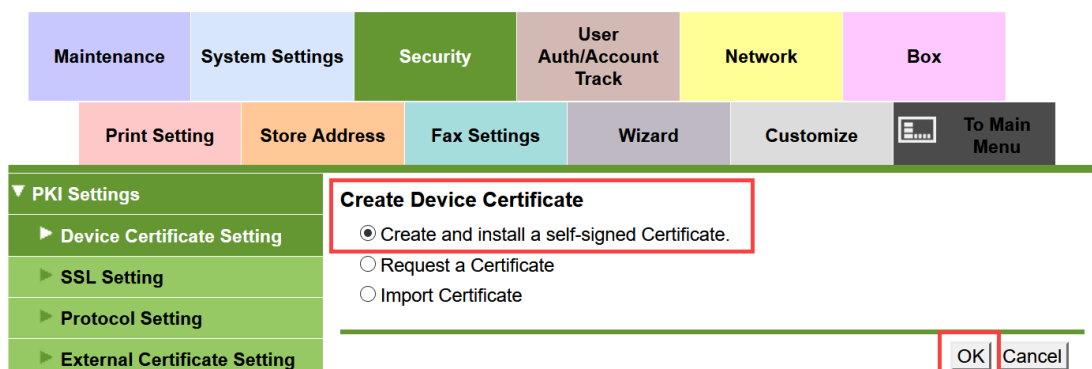 Maintenance
System Settings
Security
User
Auth/Account
Track
Network
Box
Print Setting
Store Address
Fax Settings
Wizard
Customize
To Main
Menu
PKI Settings
Device Certificate Setting
SSL Setting
Protocol Setting
External Certificate Setting
Create Device Certificate
Create and install a self-signed Certificate.
Request a Certificate
Import Certificate
OK
Cancel